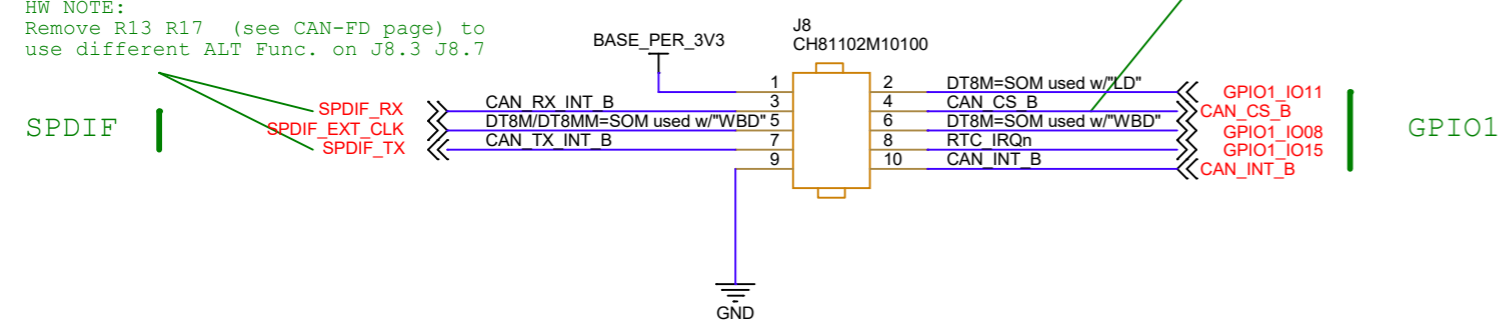 HW NOTE:
Remove R13 R17 (see CAN-FD page) to
use different ALT Func. on J8.3 J8.7
BASE_PER_3V3
J8
CH81102M10100
1
2
DT8M=SOM used w/"LD"
GPIO1_IO11
SPDIF_RX
CAN_RX_INT_B
3
4
CAN_CS_B
CAN_CS_B
SPDIF
SPDIF_EXT_CLK
DT8M/DT8MM=SOM used w/"WBD"
5
6
DT8M=SOM used w/"WBD"
GPIO1_IO08
GPIO1
SPDIF_TX
CAN_TX_INT_B
7
8
RTC_IRQn
GPIO1_IO15
9
10
CAN_INT_B
CAN_INT_B
GND